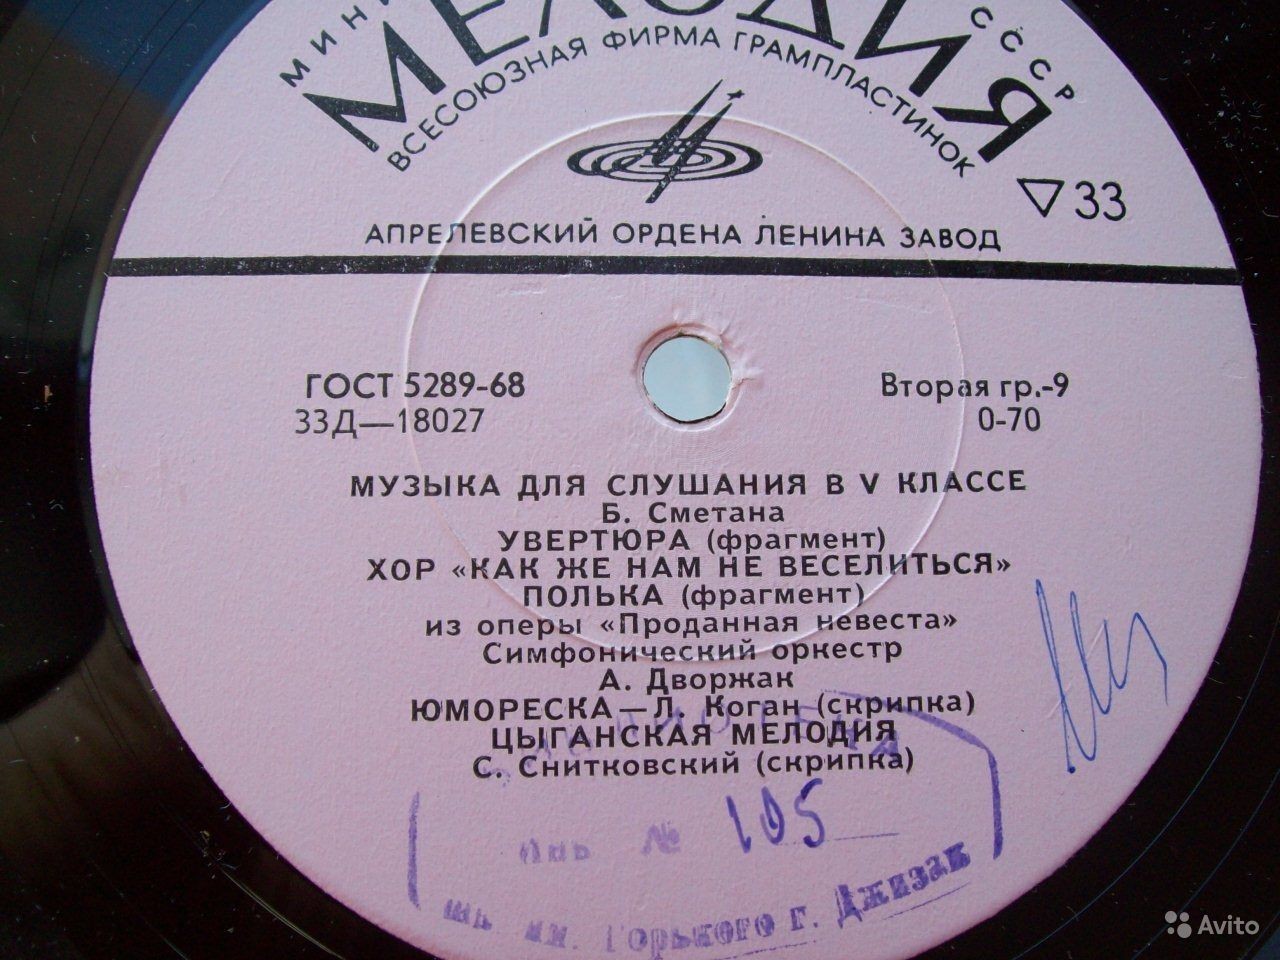 МЕЛОДИЯ
СССР
ВСЕСОЮЗНАЯ ФИРМА ГРАМПЛАСТИНОК
33
АПРЕЛЕВСКИЙ ОРДЕНА ЛЕНИНА ЗАВОД
ГОСТ 5289-68
Вторая гр.-9
33Д—18027
0-70
МУЗЫКА ДЛЯ СЛУШАНИЯ В V КЛАССЕ
Б. Сметана
УВЕРТЮРА (фрагмент)
ХОР «КАК ЖЕ НАМ НЕ ВЕСЕЛИТЬСЯ»
ПОЛЬКА (фрагмент)
из оперы «Проданная невеста»
Симфонический оркестр
А. Дворжак
ЮМОРЕСКА—Л. Коган (скрипка)
ЦЫГАНСКАЯ МЕЛОДИЯ
С. Снитковский (скрипка)
№ 105
им. Горького г. Джизак
Avito